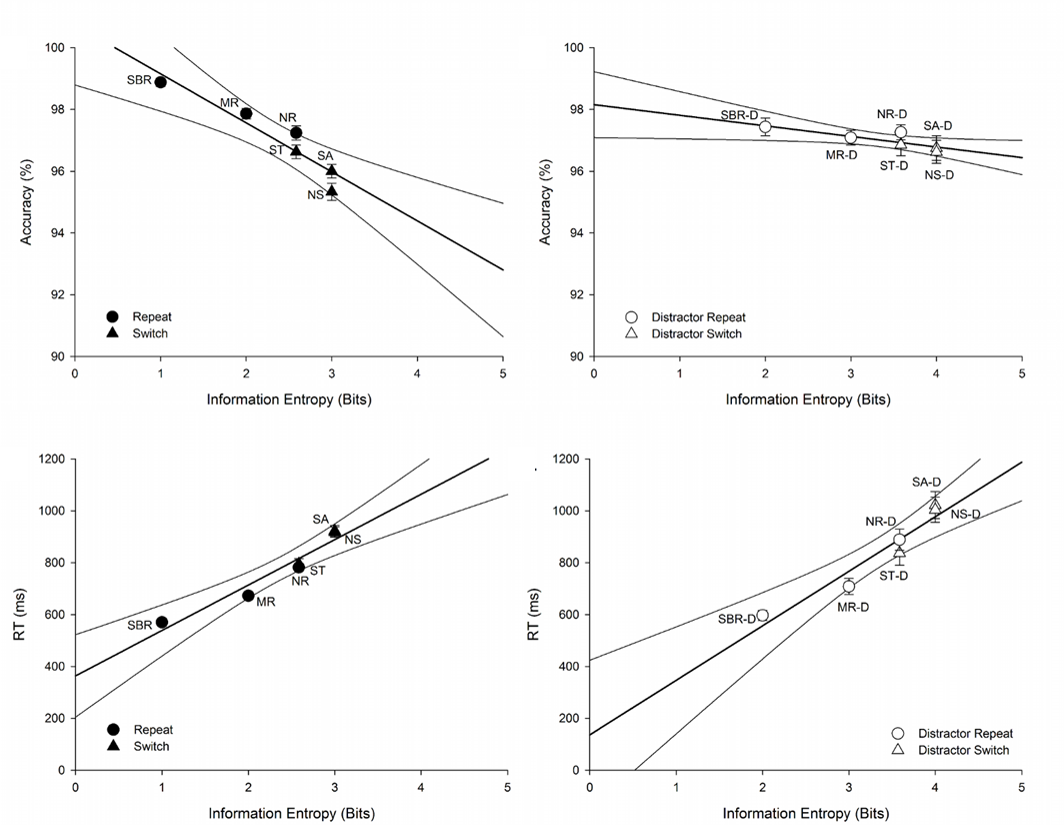 100
98
96
94
92
90
Accuracy (%)
SBR
MR
NR
ST
SA
NS
Repeat
Switch
0 1 2 3 4 5
Information Entropy (Bits)
100
98
96
94
92
90
Accuracy (%)
SBR-D
MR-D
NR-D
SA-D
ST-D
NS-D
Distractor Repeat
Distractor Switch
0 1 2 3 4 5
Information Entropy (Bits)
1200
1000
800
600
400
200
0
RT (ms)
SA
NS
ST
NR
MR
SBR
Repeat
Switch
0 1 2 3 4 5
Information Entropy (Bits)
1200
1000
800
600
400
200
0
RT (ms)
SA-D
NR-D
NS-D
ST-D
MR-D
SBR-D
Distractor Repeat
Distractor Switch
0 1 2 3 4 5
Information Entropy (Bits)